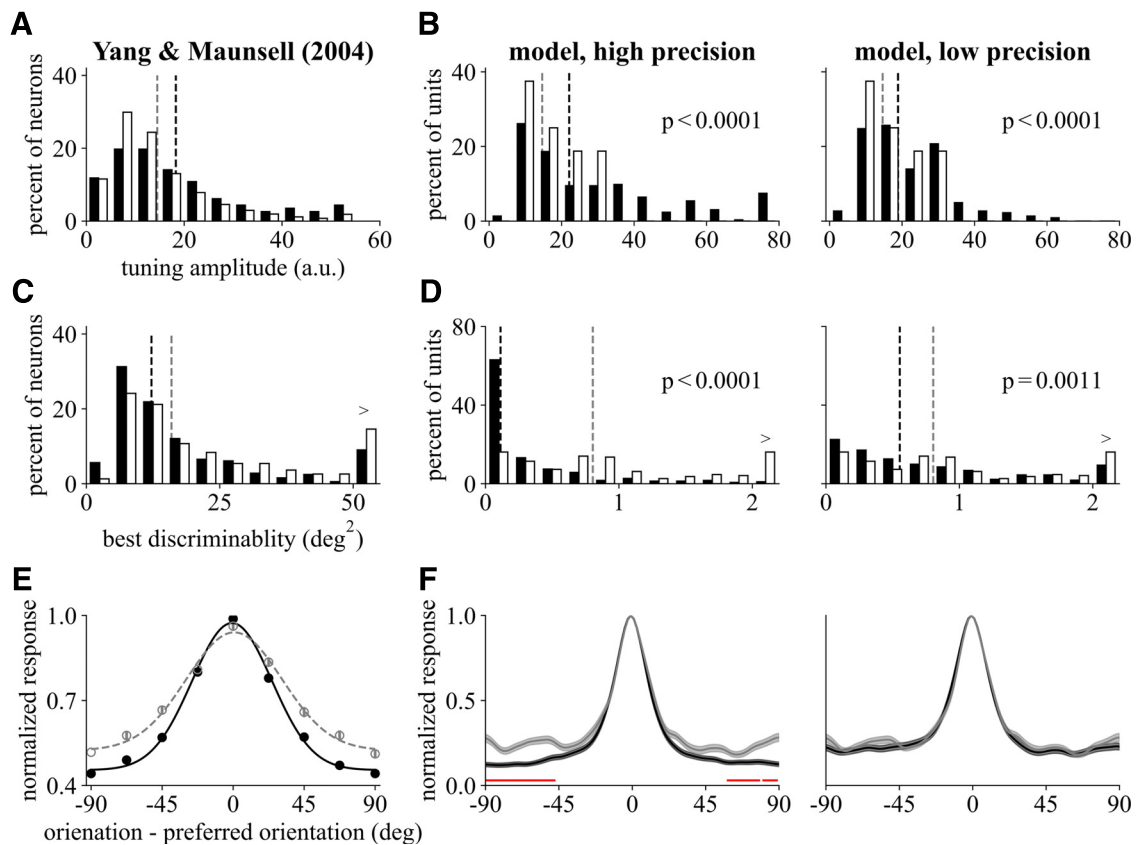 A
B
Yang & Maunsell (2004)
model, high precision
model, low precision
percent of neurons
40
20
0
0
20
40
60
tuning amplitude (a.u.)
percent of units
40
20
0
p<0.0001
0
20
40
60
80
p<0.0001
0
20
40
60
80
C
D
percent of neurons
40
20
0
>
0
25
50
best discriminablity (deg²)
percent of units
80
40
0
p<0.0001
>
0
1
2
p=0.0011
>
0
1
2
E
F
normalized response
1.0
0.7
0.4
-90
-45
0
45
90
orienation - preferred orientation (deg)
normalized response
1.0
0.5
0.0
-90
-45
0
45
90
-90
-45
0
45
90